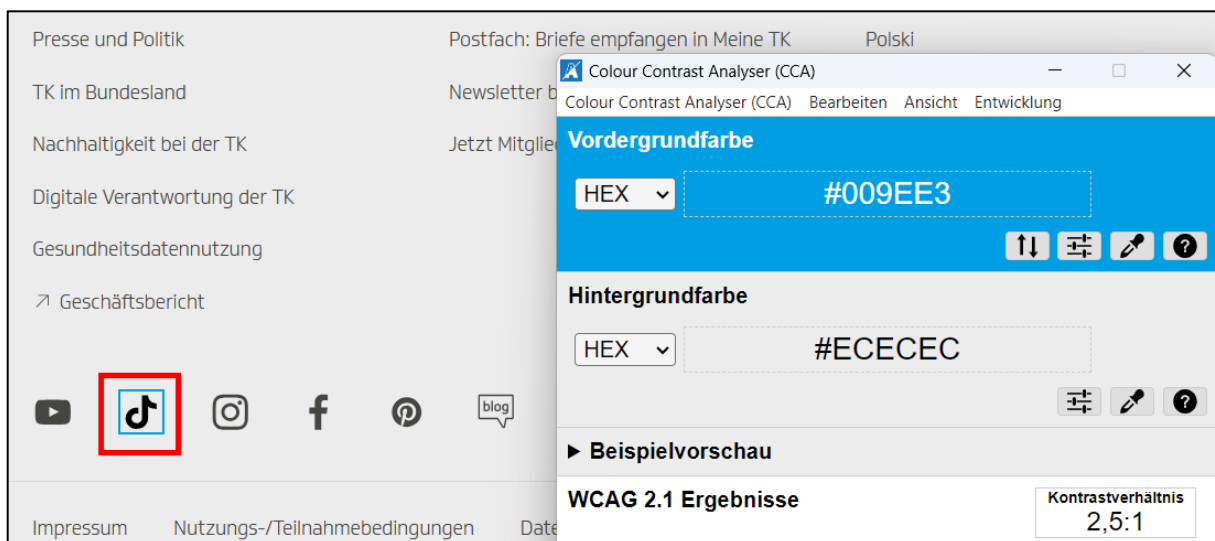 Presse und Politik
TK im Bundesland
Nachhaltigkeit bei der TK
Digitale Verantwortung der TK
Gesundheitsdatennutzung
Geschäftsbericht
Postfach: Briefe empfangen in Meine TK
Newsletter b
Jetzt Mitglie
Polski
blog
Impressum
Nutzungs-/Teilnahmebedingungen
Date
Colour Contrast Analyser (CCA)
Colour Contrast Analyser (CCA) Bearbeiten Ansicht Entwicklung
Vordergrundfarbe
HEX #009EE3
Hintergrundfarbe
HEX #ECECEC
Beispielvorschau
WCAG 2.1 Ergebnisse
Kontrastverhältnis
2,5:1